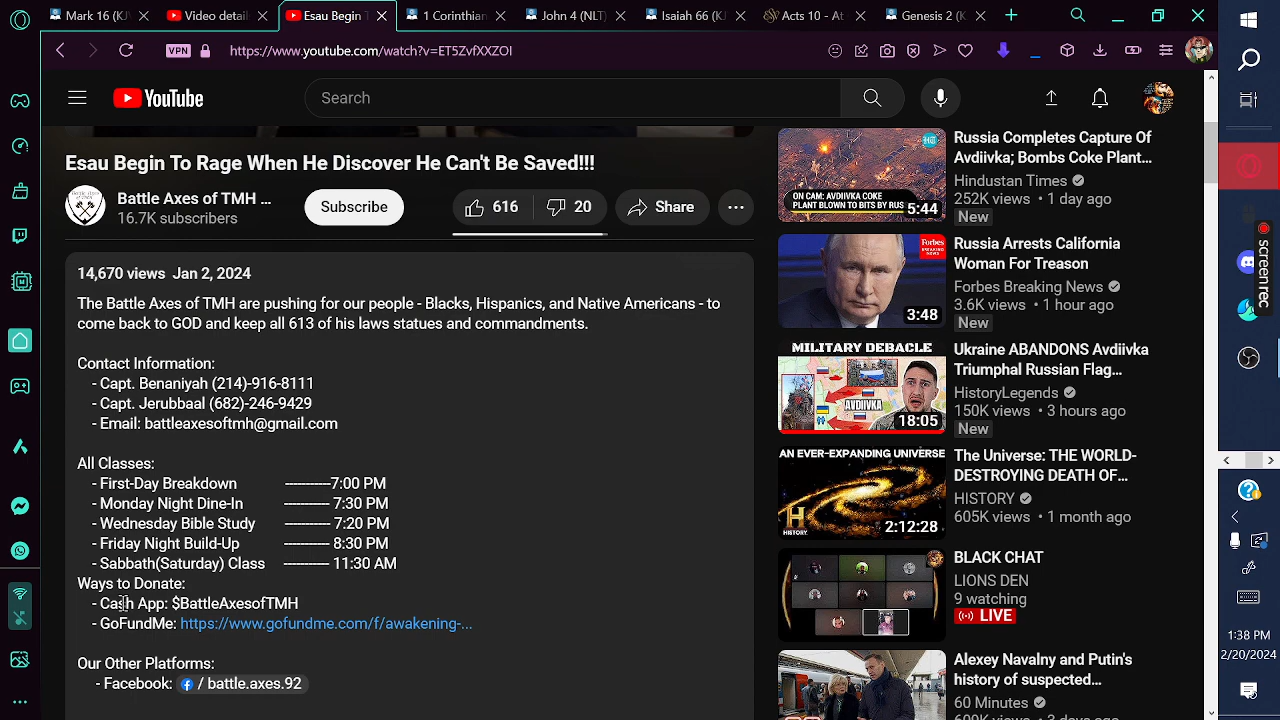 Mark 16 (KJV
Video detai
Esau Begin T
1 Corinthian
John 4 (NLT)
Isaiah 66 (KJ
Acts 10 - At
Genesis 2 (K
VPN
https://www.youtube.com/watch?v=ET5ZvfXXZOI
YouTube
Search
Esau Begin To Rage When He Discover He Can't Be Saved!!!
Battle Axes of TMH ...
16.7K subscribers
Subscribe
616
20
Share
14,670 views Jan 2, 2024
The Battle Axes of TMH are pushing for our people - Blacks, Hispanics, and Native Americans - to
come back to GOD and keep all 613 of his laws statues and commandments.
Contact Information:
- Capt. Benaniyah (214)-916-8111
- Capt. Jerubbaal (682)-246-9429
- Email: battleaxesoftmh@gmail.com
All Classes:
- First-Day Breakdown -----------7:00 PM
- Monday Night Dine-In ----------- 7:30 PM
- Wednesday Bible Study ----------- 7:20 PM
- Friday Night Build-Up ----------- 8:30 PM
- Sabbath(Saturday) Class ----------- 11:30 AM
Ways to Donate:
- Cash App: $BattleAxesofTMH
- GoFundMe: https://www.gofundme.com/f/awakening-...
Our Other Platforms:
- Facebook: / battle.axes.92
ON CAM: AVDIIVKA COKE
PLANT BLOWN TO BITS BY RUS
5:44
Russia Completes Capture Of
Avdiivka; Bombs Coke Plant...
Hindustan Times
252K views • 1 day ago
New
Forbes
BREAKING NEWS
3:48
Russia Arrests California
Woman For Treason
Forbes Breaking News
3.6K views • 1 hour ago
New
MILITARY DEBACLE
AVDIIVKA
18:05
Ukraine ABANDONS Avdiivka
Triumphal Russian Flag...
HistoryLegends
150K views • 3 hours ago
New
AN EVER-EXPANDING UNIVERSE
HISTORY.
2:12:28
The Universe: THE WORLD-
DESTROYING DEATH OF...
HISTORY
605K views • 1 month ago
BLACK CHAT
LIONS DEN
9 watching
LIVE
Alexey Navalny and Putin's
history of suspected...
60 Minutes
screen rec
1:38 PM
2/20/2024